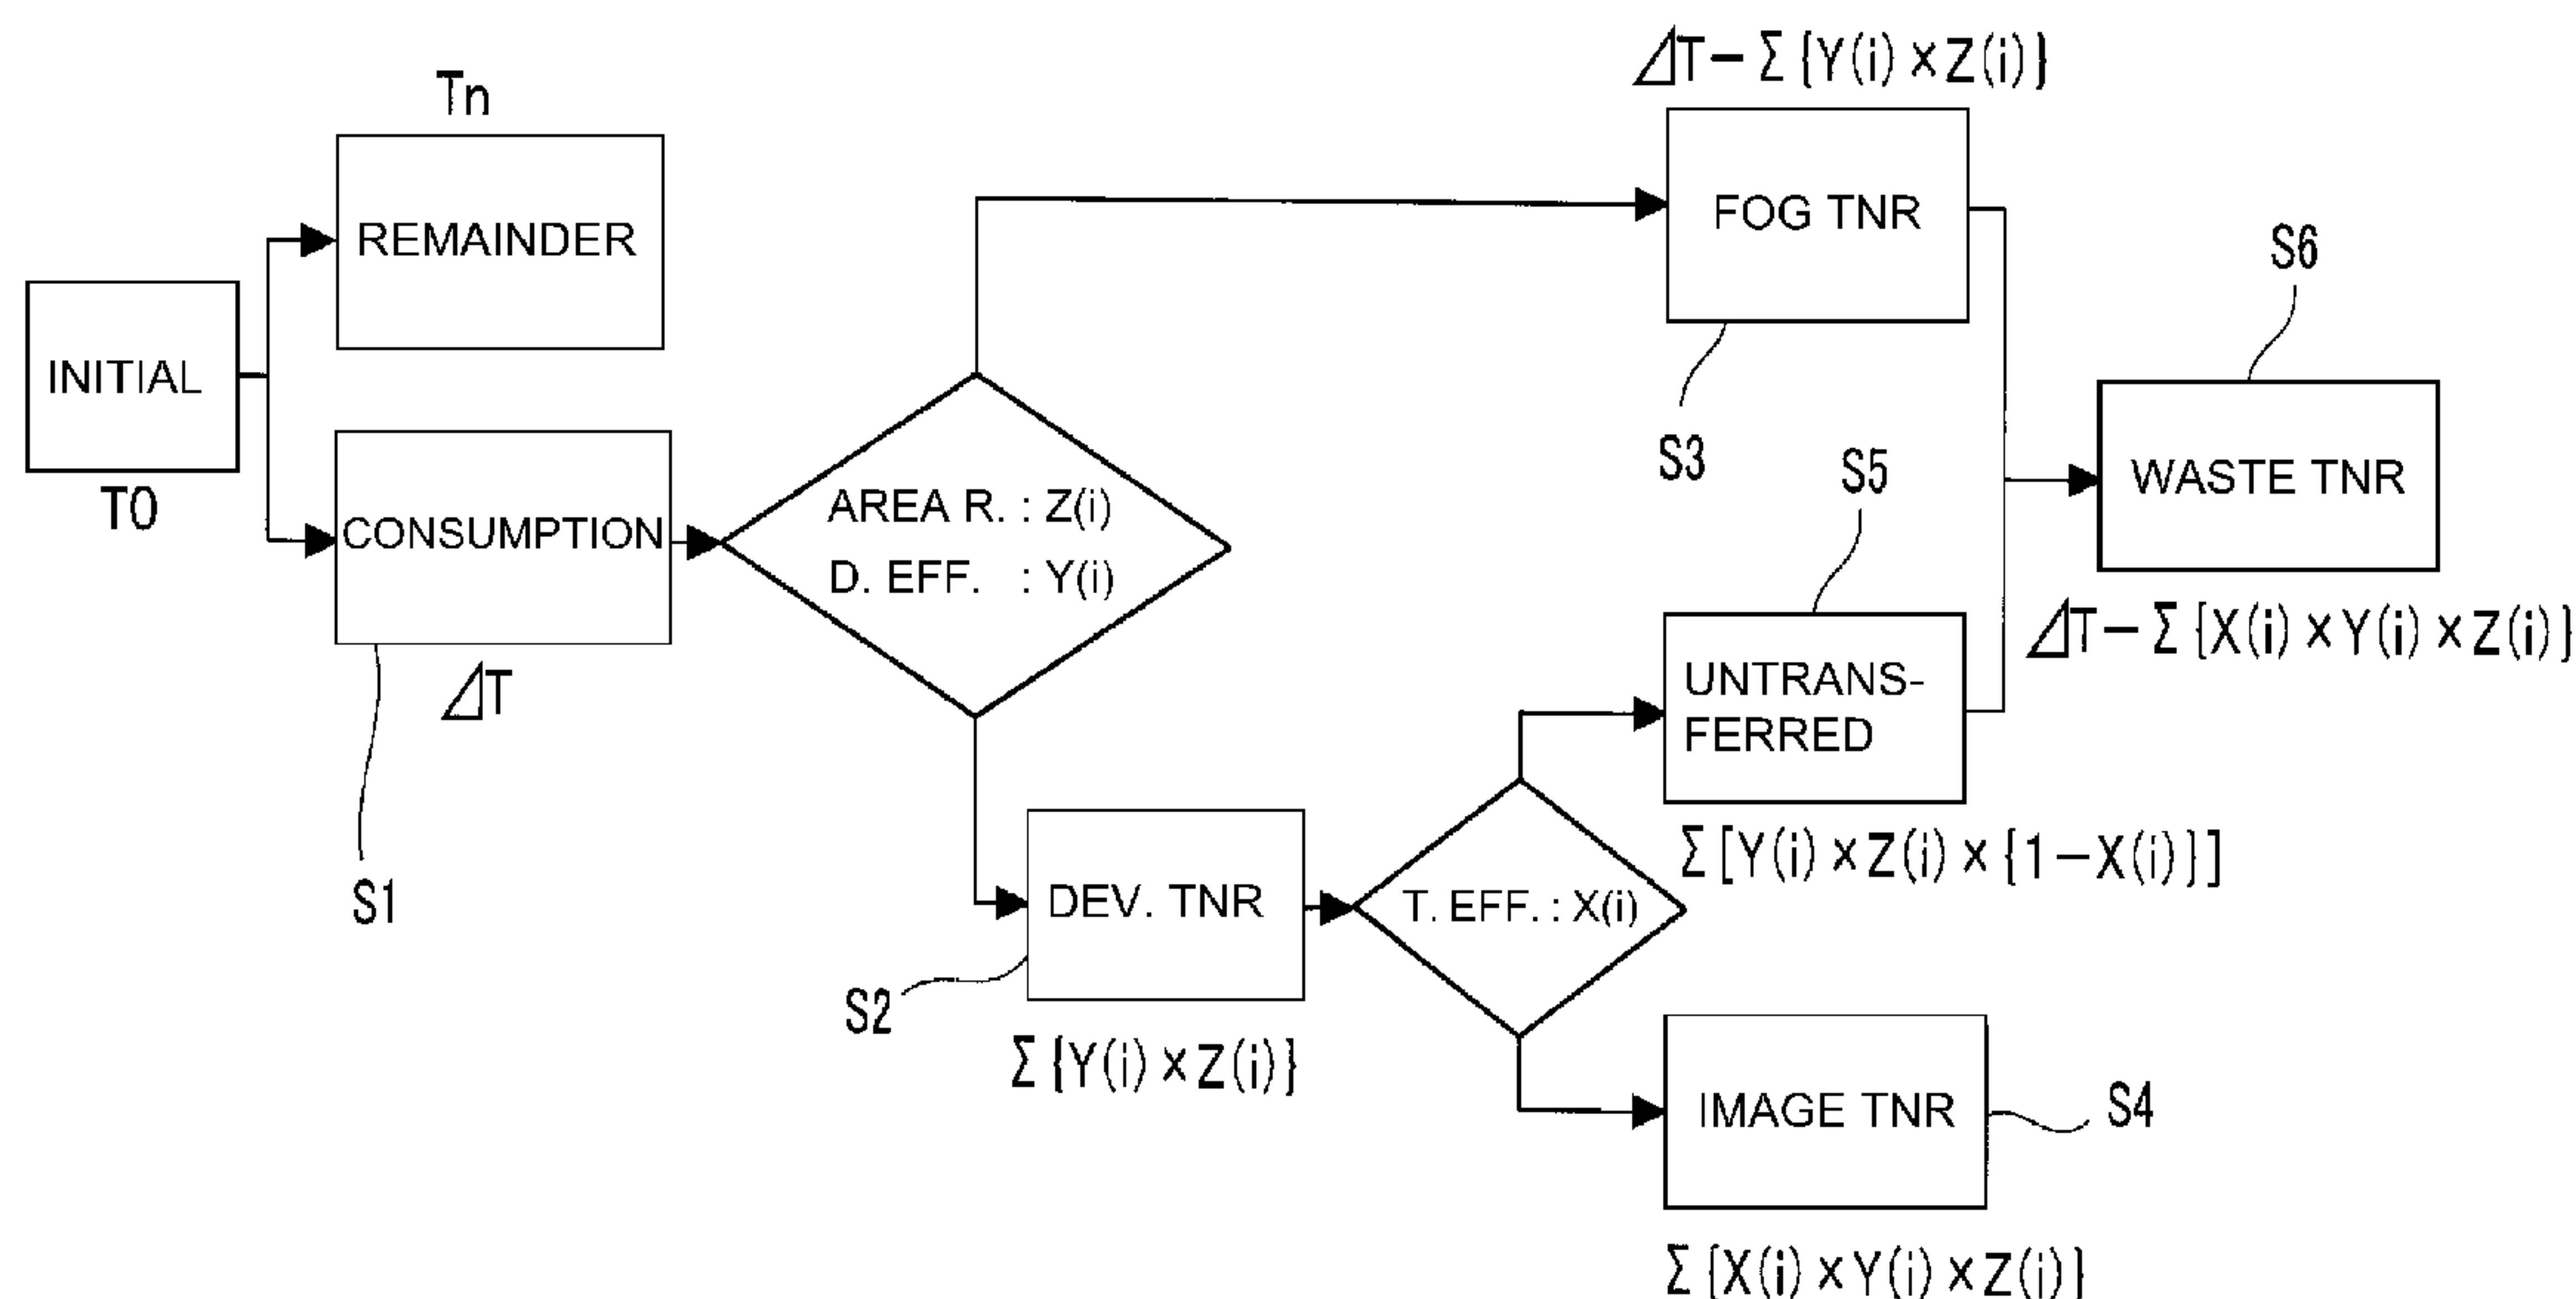 Tn
REMAINDER
INITIAL
T0
CONSUMPTION
⊿T
S1
AREA R. : Z(i)
D. EFF. : Y(i)
⊿T−Σ{Y(i)×Z(i)}
FOG TNR
S3
S6
WASTE TNR
⊿T−Σ{X(i)×Y(i)×Z(i)}
S5
UNTRANS-
FERRED
Σ[Y(i)×Z(i)×{1−X(i)}]
DEV. TNR
S2
Σ{Y(i)×Z(i)}
T. EFF. : X(i)
IMAGE TNR
S4
Σ{X(i)×Y(i)×Z(i)}